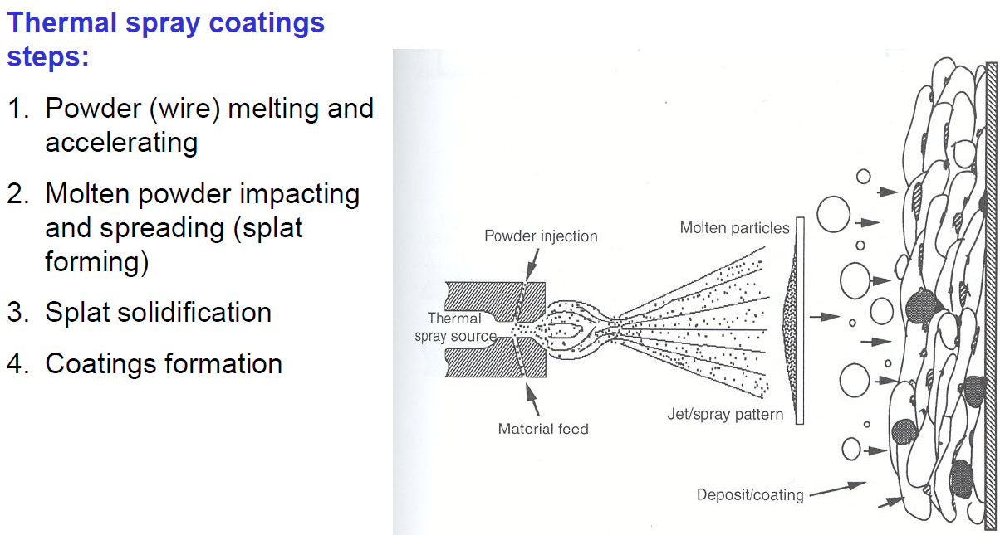 Thermal spray coatings
steps:
1. Powder (wire) melting and
accelerating
2. Molten powder impacting
and spreading (splat
forming)
3. Splat solidification
4. Coatings formation
Powder injection
Molten particles
Thermal
spray source
Material feed
Jet/spray pattern
Deposit/coating